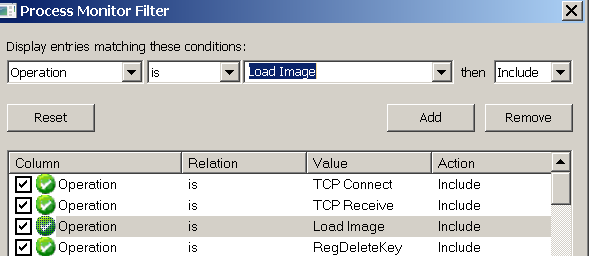 Process Monitor Filter
Display entries matching these conditions:
Operation is Load Image then Include
Reset Add Remove
Column Relation Value Action
Operation is TCP Connect Include
Operation is TCP Receive Include
Operation is Load Image Include
Operation is RegDeleteKey Include